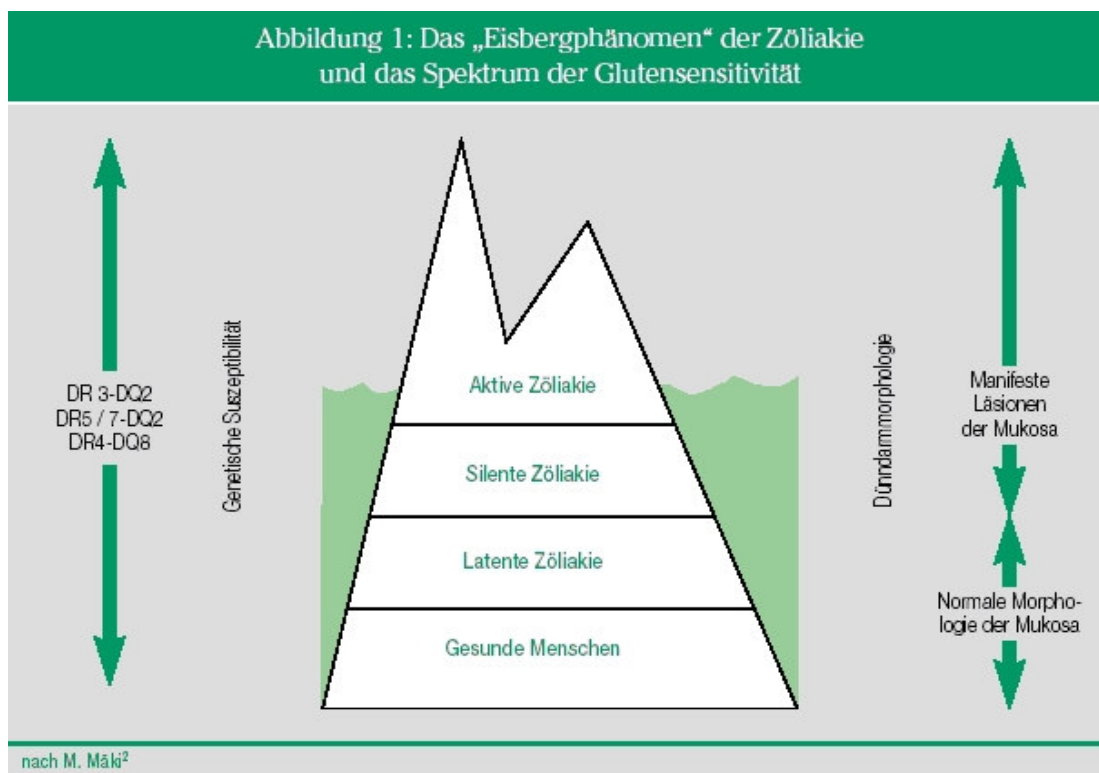 Abbildung 1: Das „Eisbergphänomen“ der Zöliakie
und das Spektrum der Glutensensitivität
DR 3-DQ2
DR5 / 7-DQ2
DR4-DQ8
Genetische Suszeptibilität
Aktive Zöliakie
Silente Zöliakie
Latente Zöliakie
Gesunde Menschen
Dünndarmmorphologie
Manifeste
Läsionen
der Mukosa
Normale Morpho-
logie der Mukosa
nach M. Mäki²